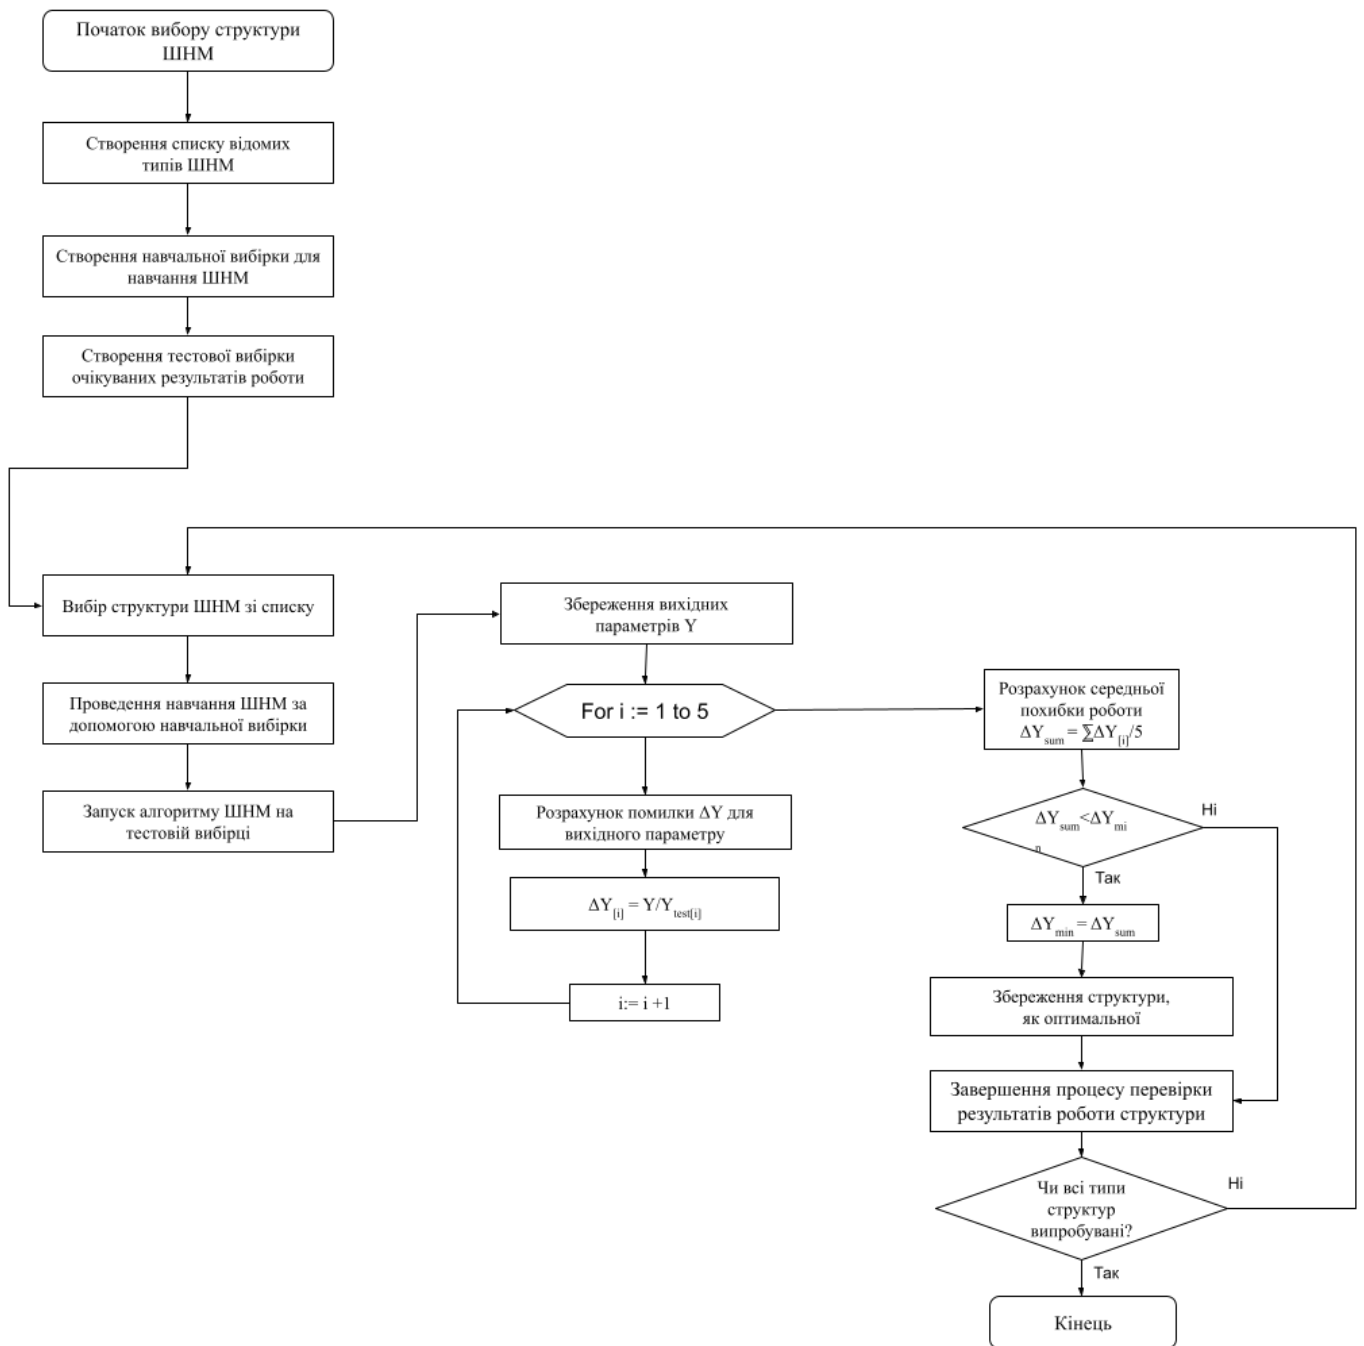 Початок вибору структури
ШНМ
Створення списку відомих
типів ШНМ
Створення навчальної вибірки для
навчання ШНМ
Створення тестової вибірки
очікуваних результатів роботи
Вибір структури ШНМ зі списку
Проведення навчання ШНМ за
допомогою навчальної вибірки
Запуск алгоритму ШНМ на
тестовій вибірці
Збереження вихідних
параметрів Y
For i := 1 to 5
Розрахунок помилки ΔY для
вихідного параметру
ΔY[i] = Y/Ytest[i]
i:= i +1
Розрахунок середньої
похибки роботи
ΔYsum = ∑ΔY[i]/5
ΔYsum<ΔYmi
n
Ні
Так
ΔYmin = ΔYsum
Збереження структури,
як оптимальної
Завершення процесу перевірки
результатів роботи структури
Чи всі типи
структур
випробувані?
Ні
Так
Кінець